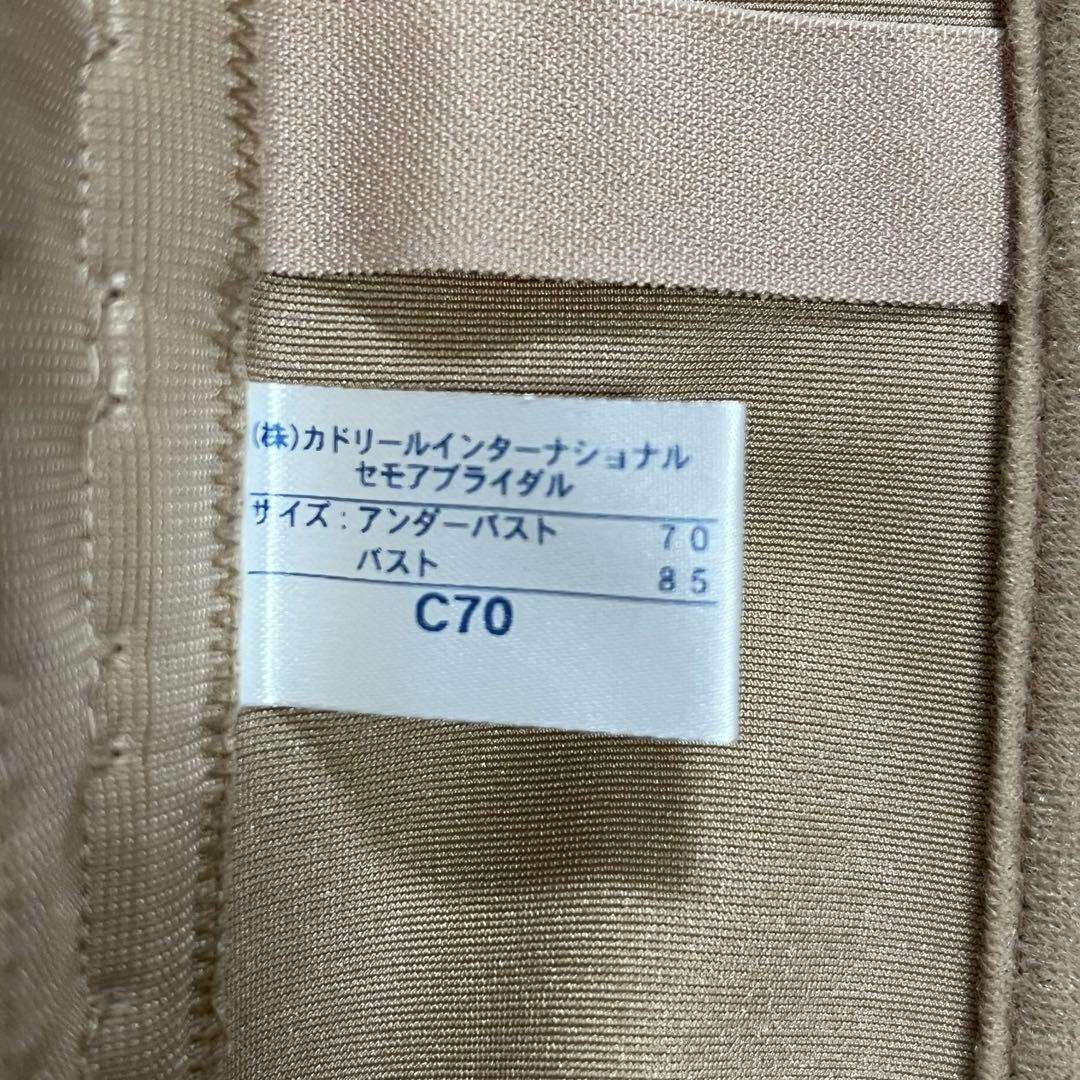 (株)カドリールインターナショナル
セモアブライダル
サイズ:アンダーバスト 70
バスト 85
C70